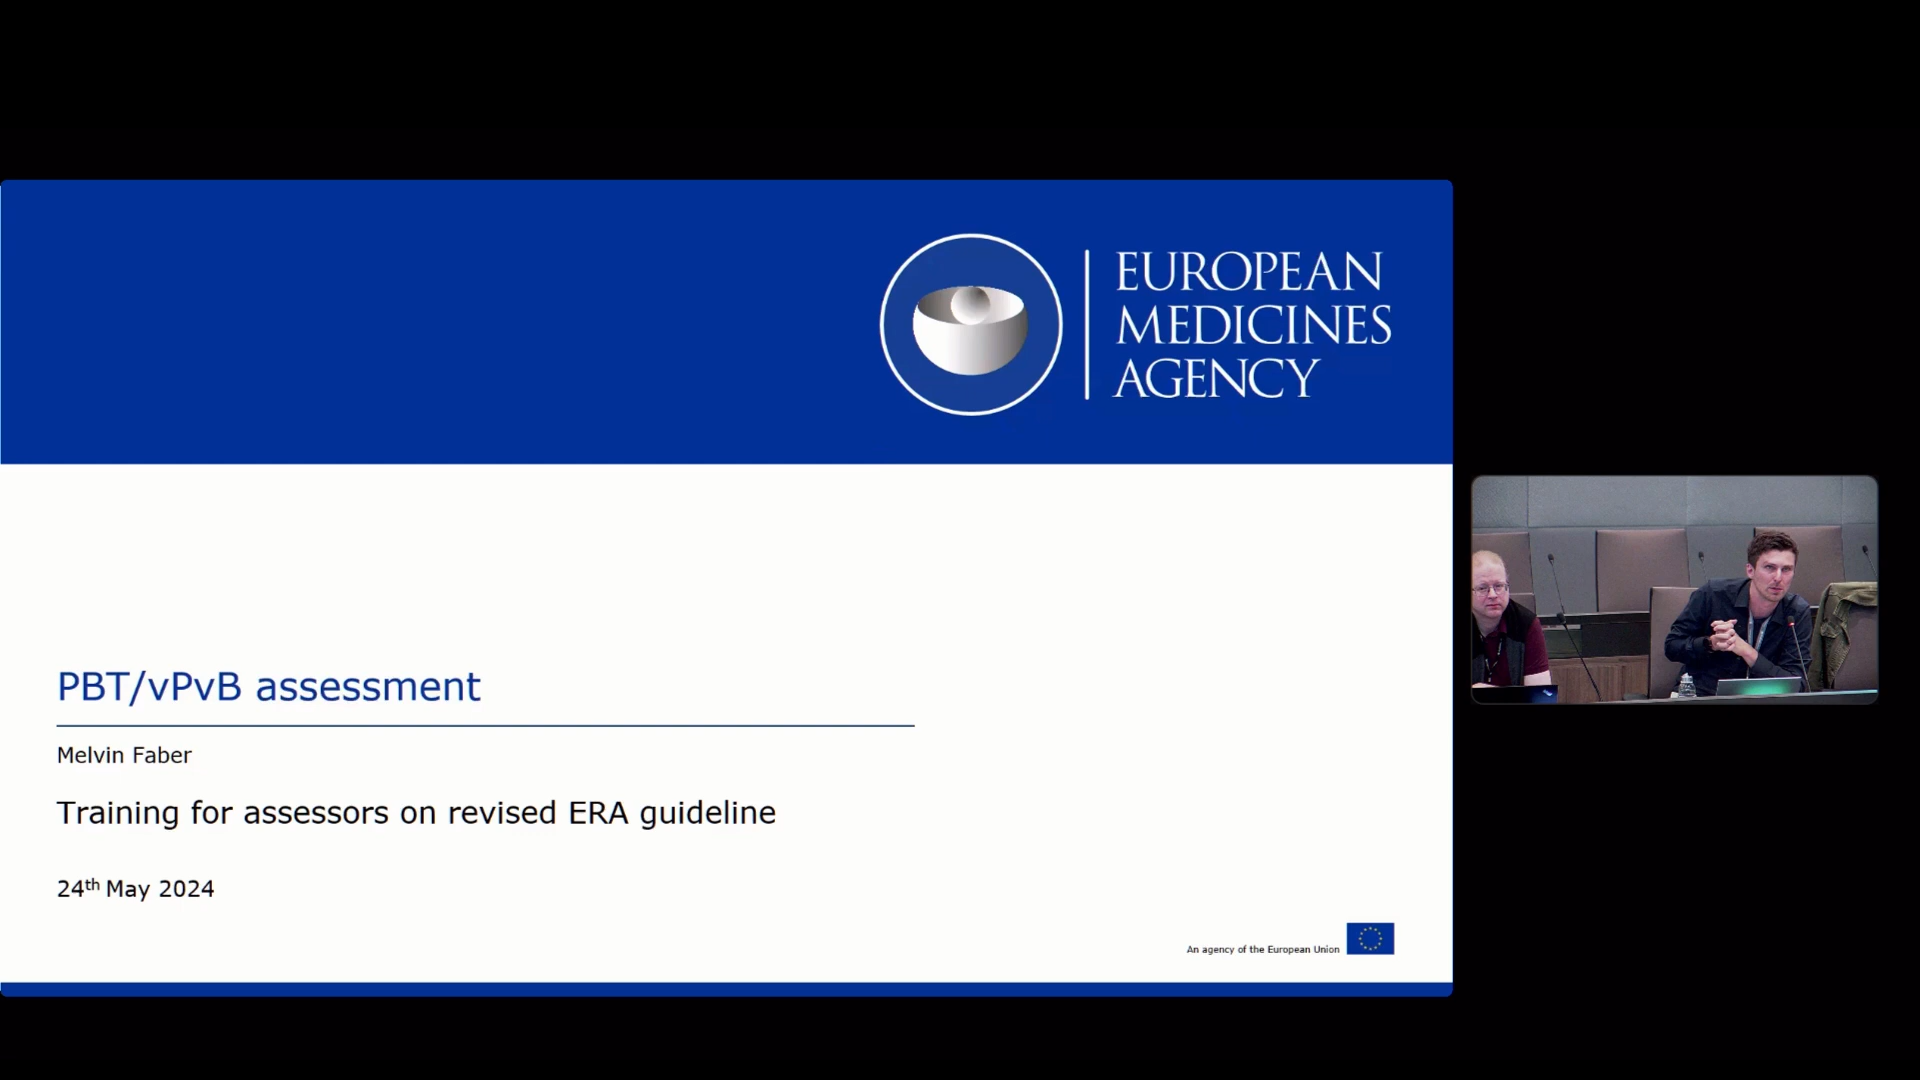 EUROPEAN
MEDICINES
AGENCY
PBT/vPvB assessment
Melvin Faber
Training for assessors on revised ERA guideline
24th May 2024
An agency of the European Union